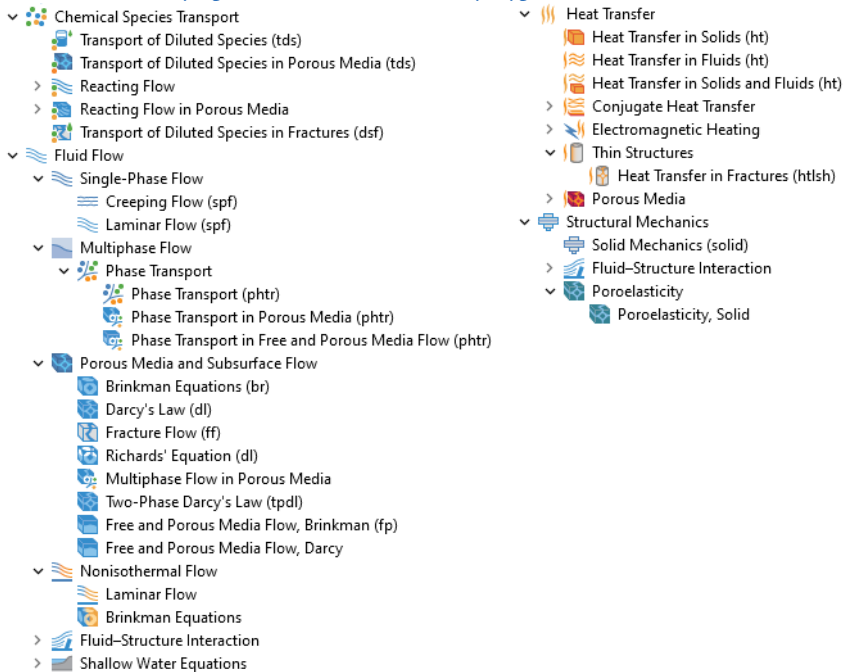 Chemical Species Transport
Transport of Diluted Species (tds)
Transport of Diluted Species in Porous Media (tds)
Reacting Flow
Reacting Flow in Porous Media
Transport of Diluted Species in Fractures (dsf)
Fluid Flow
Single-Phase Flow
Creeping Flow (spf)
Laminar Flow (spf)
Multiphase Flow
Phase Transport
Phase Transport (phtr)
Phase Transport in Porous Media (phtr)
Phase Transport in Free and Porous Media Flow (phtr)
Porous Media and Subsurface Flow
Brinkman Equations (br)
Darcy's Law (dl)
Fracture Flow (ff)
Richards' Equation (dl)
Multiphase Flow in Porous Media
Two-Phase Darcy's Law (tpdl)
Free and Porous Media Flow, Brinkman (fp)
Free and Porous Media Flow, Darcy
Nonisothermal Flow
Laminar Flow
Brinkman Equations
Fluid–Structure Interaction
Shallow Water Equations
Heat Transfer
Heat Transfer in Solids (ht)
Heat Transfer in Fluids (ht)
Heat Transfer in Solids and Fluids (ht)
Conjugate Heat Transfer
Electromagnetic Heating
Thin Structures
Heat Transfer in Fractures (htlsh)
Porous Media
Structural Mechanics
Solid Mechanics (solid)
Fluid–Structure Interaction
Poroelasticity
Poroelasticity, Solid